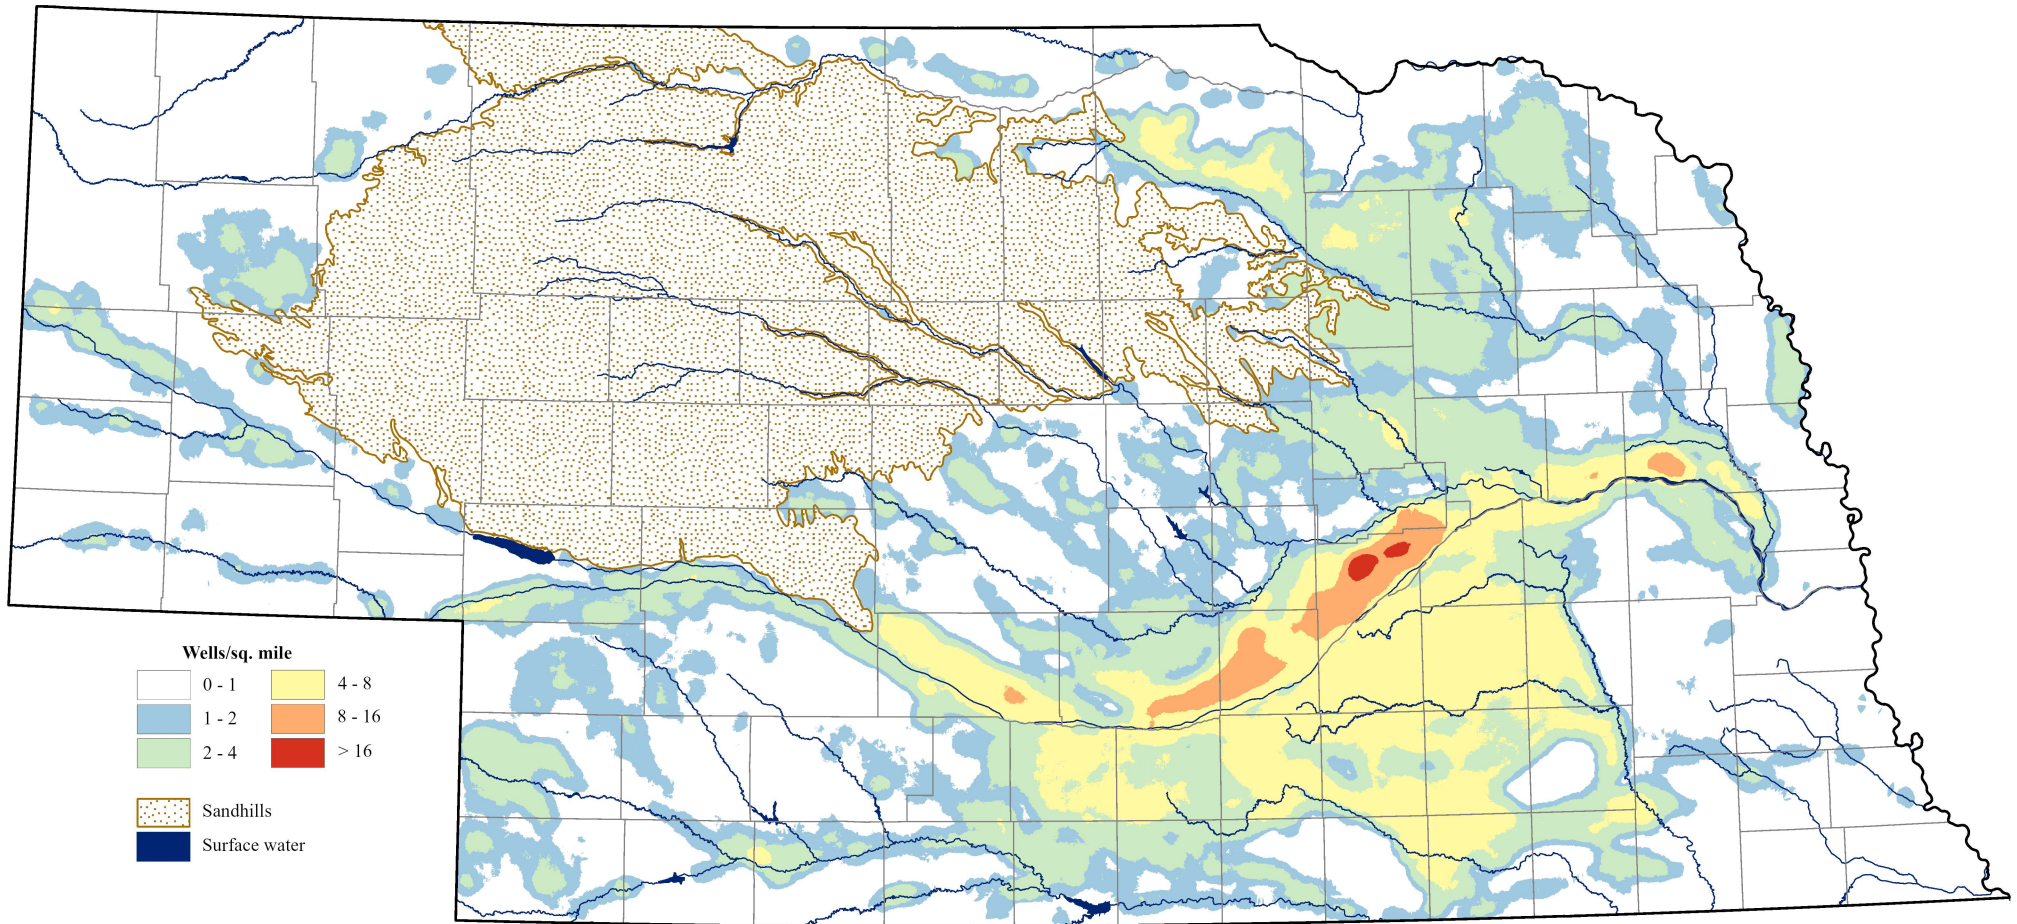 Wells/sq. mile
0 - 1
4 - 8
1 - 2
8 - 16
2 - 4
> 16
Sandhills
Surface water